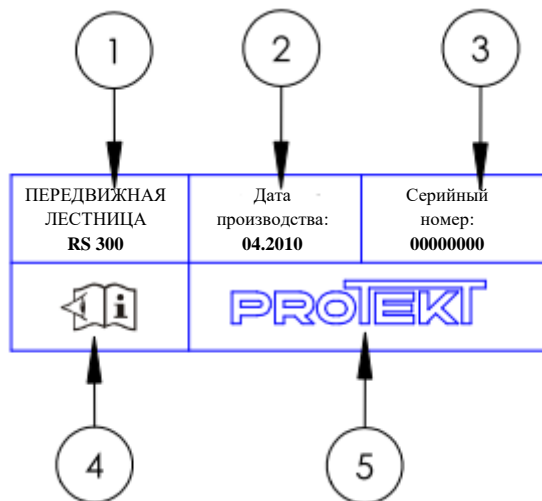 1
2
3
ПЕРЕДВИЖНАЯ
ЛЕСТНИЦА
RS 300
Дата
производства:
04.2010
Серийный
номер:
00000000
i
PROTEKT
4
5